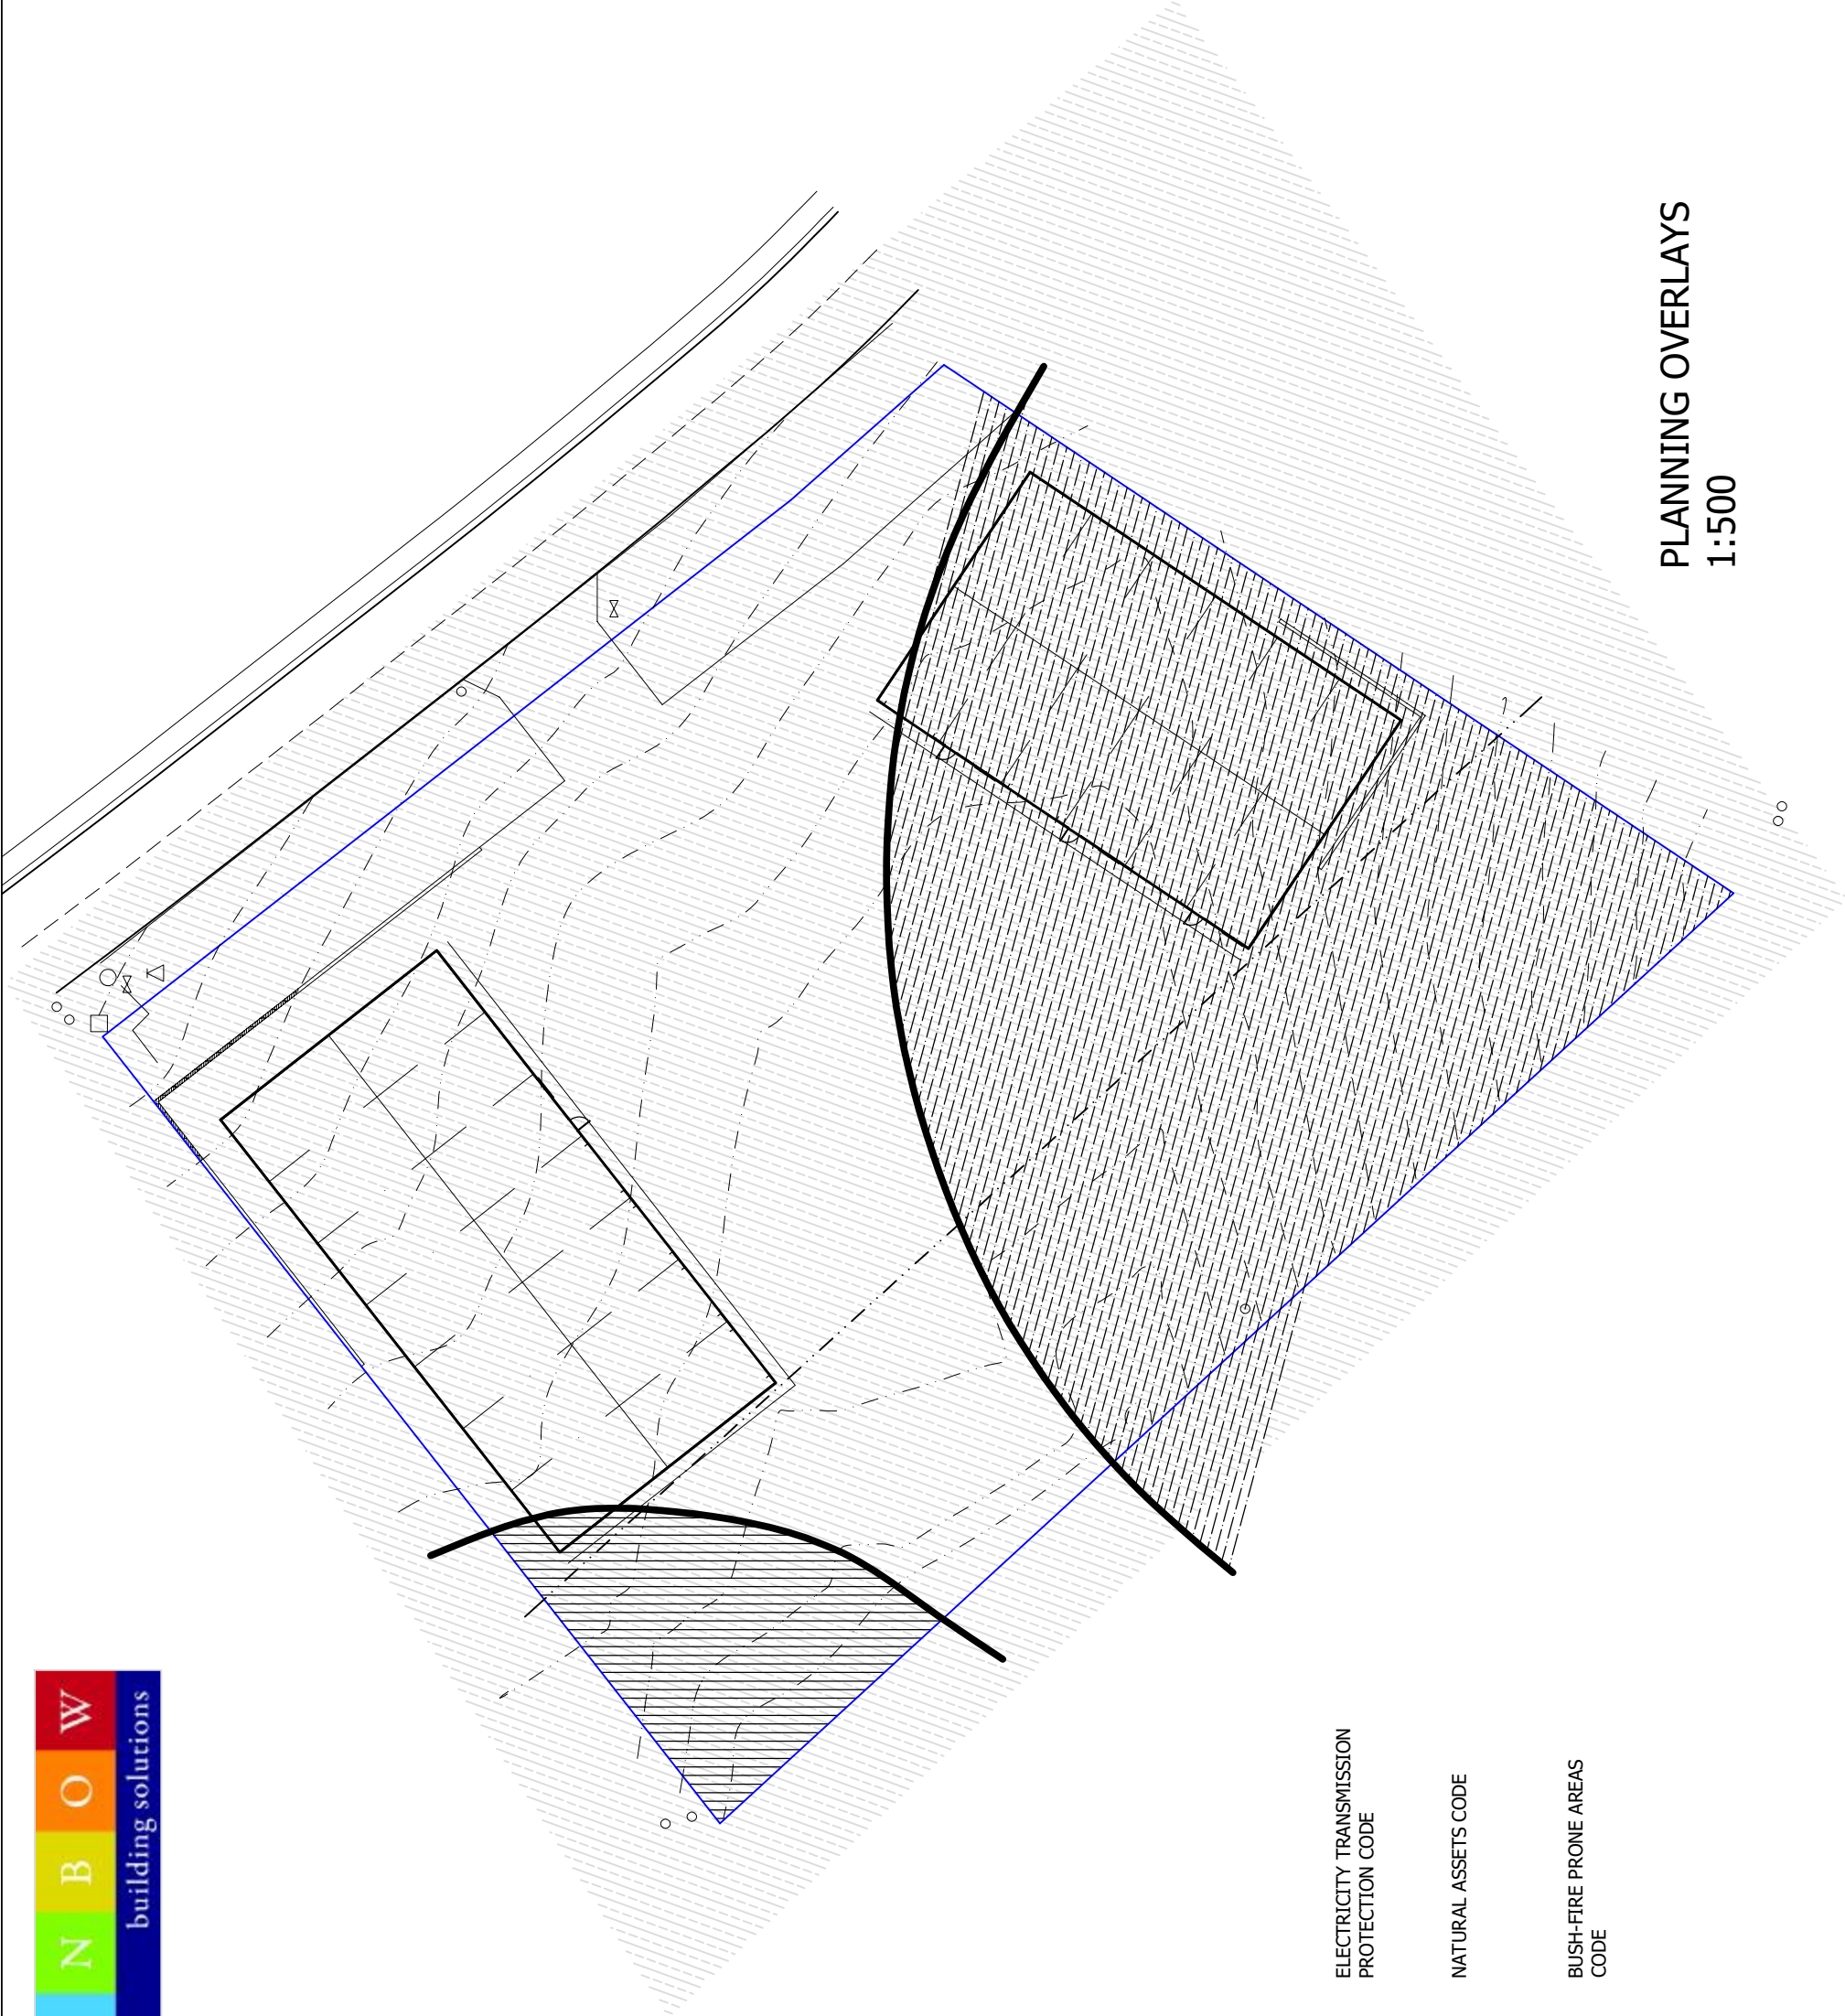 N B O W
building solutions
ELECTRICITY TRANSMISSION
PROTECTION CODE
NATURAL ASSETS CODE
BUSH-FIRE PRONE AREAS
CODE
PLANNING OVERLAYS
1:500